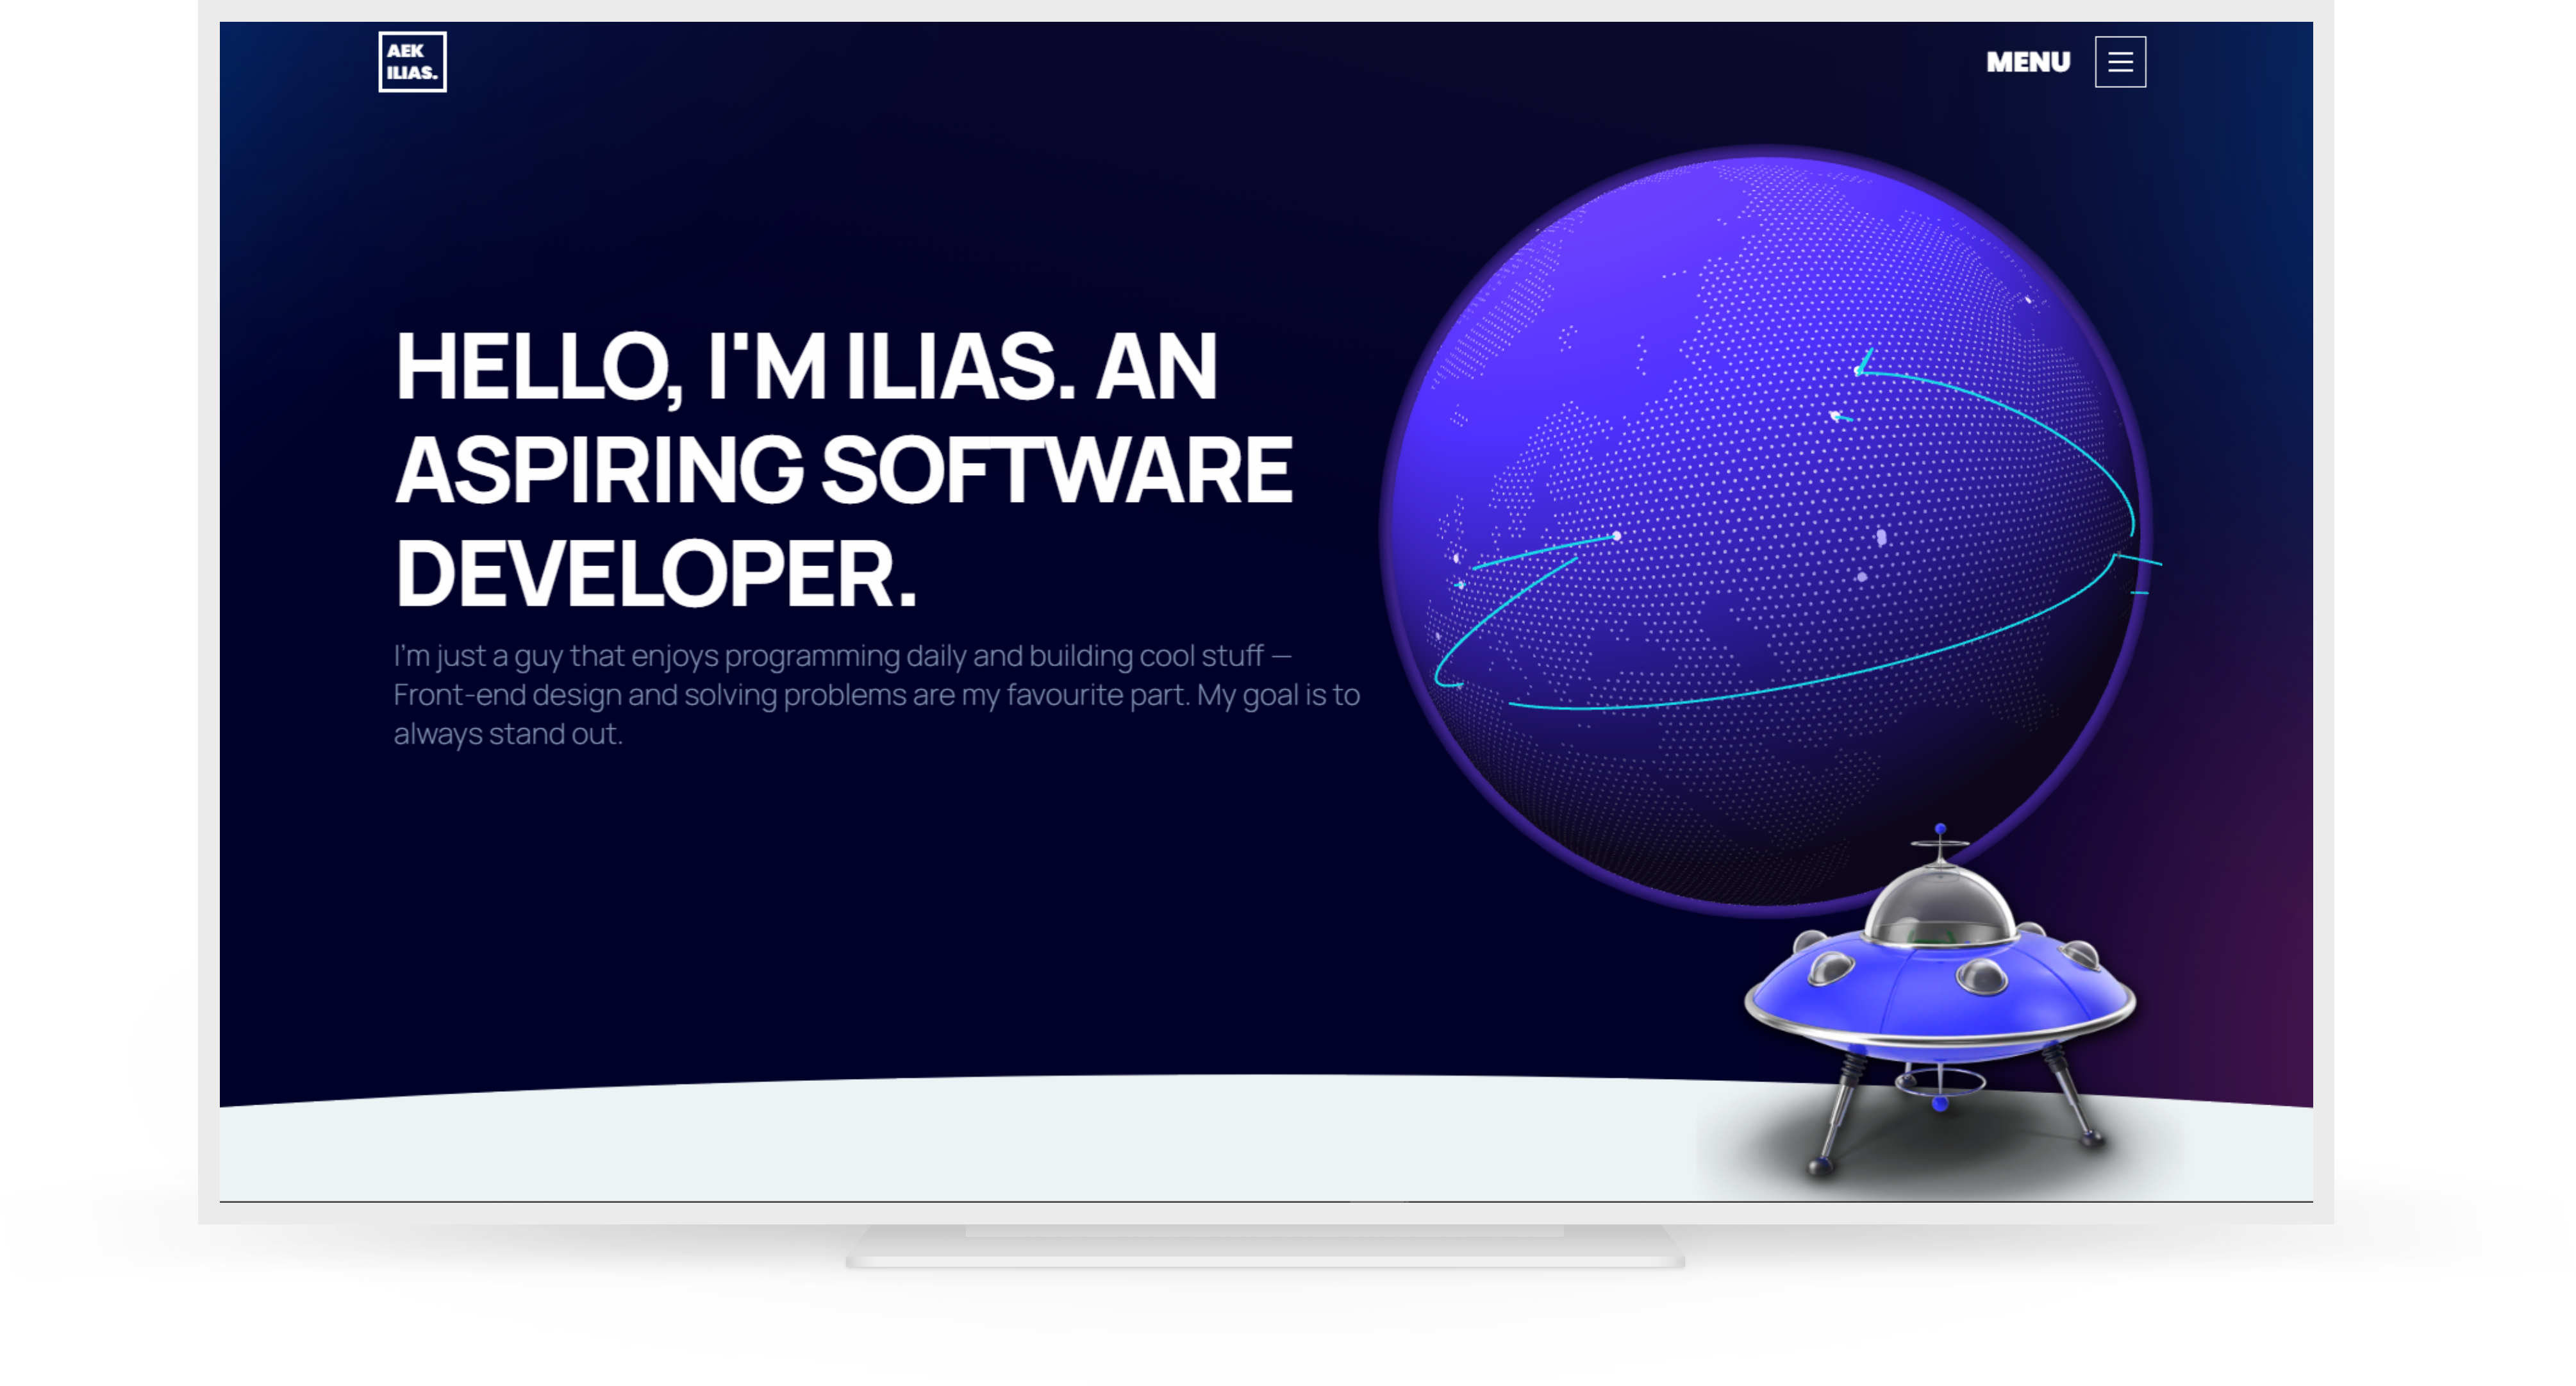 AEK
ILIAS.
MENU
HELLO, I'M ILIAS. AN
ASPIRING SOFTWARE
DEVELOPER.
I'm just a guy that enjoys programming daily and building cool stuff —
Front-end design and solving problems are my favourite part. My goal is to
always stand out.